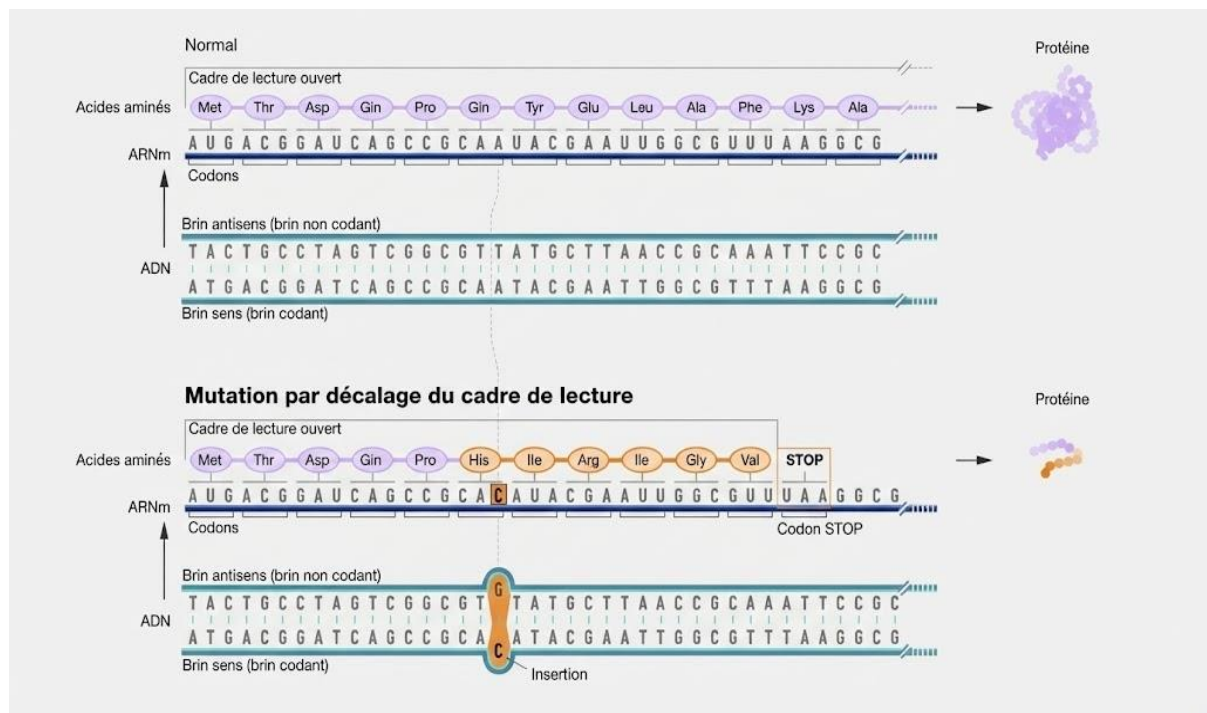 Normal
Protéine
Cadre de lecture ouvert
Acides aminés
Met Thr Asp Gin Pro Gln Tyr Glu Leu Ala Phe Lys Ala
A U G A C G G A U C A G C C G C A A U A C G A A U U G G C G U U U A A G G C G
ARNm
Codons
Brin antisens (brin non codant)
T A C T G C C T A G T C G G C G T T A T G C T T A A C C G C A A A T T C C G C
ADN
A T G A C G G A T C A G C C G C A A T A C G A A T T G G C G T T T A A G G C G
Brin sens (brin codant)
Mutation par décalage du cadre de lecture
Protéine
Cadre de lecture ouvert
Acides aminés
Met Thr Asp Gin Pro His Ile Arg Ile Gly Val STOP
A U G A C G G A U C A G C C G C A C A U A C G A A U U G G C G U U U A A G G C G
ARNm
Codons
Codon STOP
Brin antisens (brin non codant)
T A C T G C C T A G T C G G C G T G T A T G C T T A A C C G C A A A T T C C G C
ADN
A T G A C G G A T C A G C C G C A C A T A C G A A T T G G C G T T T A A G G C G
Brin sens (brin codant)
Insertion